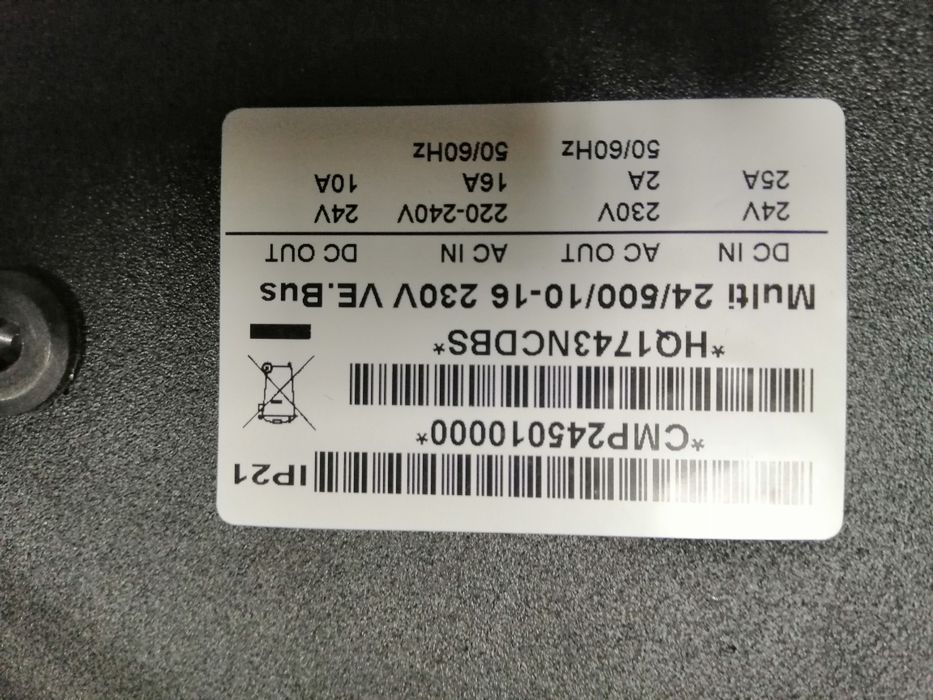 IP21
*CMP245010000*
*HQ1743NCDBS*
Multi 24/500/10-16 230V VE.Bus
DC IN AC OUT AC IN DC OUT
24V 230V 220-240V 24V
25A 2A 16A 10A
50/60Hz 50/60Hz